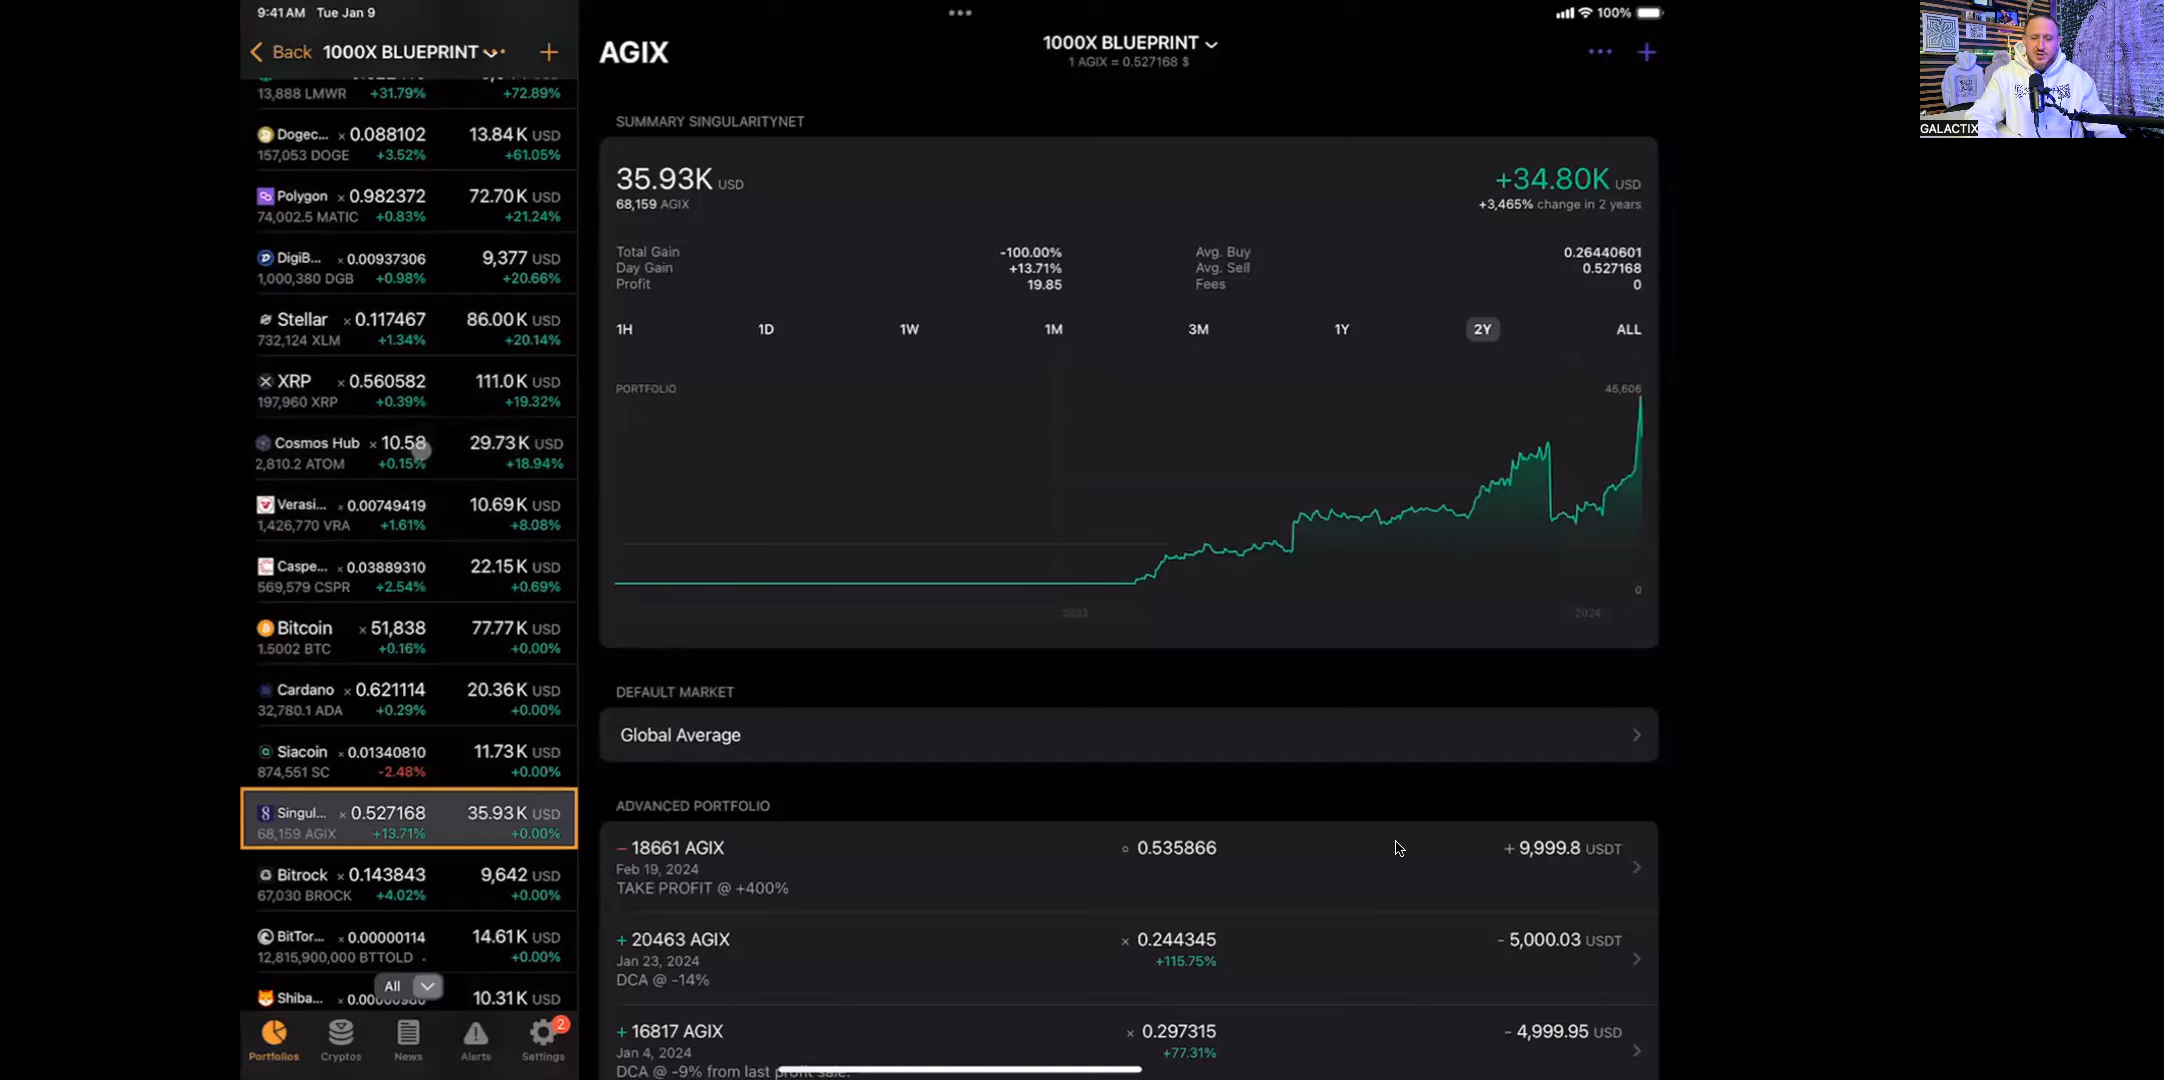 9:41 AM Tue Jan 9
Back 1000X BLUEPRINT
13,888 LMWR +31.79% +72.89%
Dogec... × 0.088102 13.84 K USD
157,053 DOGE +3.52% +61.05%
Polygon × 0.982372 72.70 K USD
74,002.5 MATIC +0.83% +21.24%
DigiB... × 0.00937306 9,377 USD
1,000,380 DGB +0.98% +20.66%
Stellar × 0.117467 86.00 K USD
732,124 XLM +1.34% +20.14%
XRP × 0.560582 111.0 K USD
197,960 XRP +0.39% +19.32%
Cosmos Hub × 10.58 29.73 K USD
2,810.2 ATOM +0.15% +18.94%
Verasi... × 0.00749419 10.69 K USD
1,426,770 VRA +1.61% +8.08%
Caspe... × 0.03889310 22.15 K USD
569,579 CSPR +2.54% +0.69%
Bitcoin × 51,838 77.77 K USD
1.5002 BTC +0.16% +0.00%
Cardano × 0.621114 20.36 K USD
32,780.1 ADA +0.29% +0.00%
Siacoin × 0.01340810 11.73 K USD
874,551 SC -2.48% +0.00%
Singul... × 0.527168 35.93 K USD
68,159 AGIX +13.71% +0.00%
Bitrock × 0.143843 9,642 USD
67,030 BROCK +4.02% +0.00%
BitTor... × 0.00000114 14.61 K USD
12,815,900,000 BTTOLD - +0.00%
All
Shiba... 10.31 K USD
2
Portfolios Cryptos News Alerts Settings
100%
AGIX
1000X BLUEPRINT
1 AGIX = 0.527168 $
SUMMARY SINGULARITYNET
35.93K USD +34.80K USD
68,159 AGIX +3,465% change in 2 years
Total Gain -100.00% Avg. Buy 0.26440601
Day Gain +13.71% Avg. Sell 0.527168
Profit 19.85 Fees 0
1H 1D 1W 1M 3M 1Y 2Y ALL
PORTFOLIO 45,606
0
2023 2024
DEFAULT MARKET
Global Average
ADVANCED PORTFOLIO
− 18661 AGIX 0.535866 + 9,999.8 USDT
Feb 19, 2024
TAKE PROFIT @ +400%
+ 20463 AGIX × 0.244345 - 5,000.03 USDT
Jan 23, 2024 +115.75%
DCA @ -14%
+ 16817 AGIX × 0.297315 - 4,999.95 USD
Jan 4, 2024 +77.31%
DCA @ -9% from last profit sale.
GALACTIX